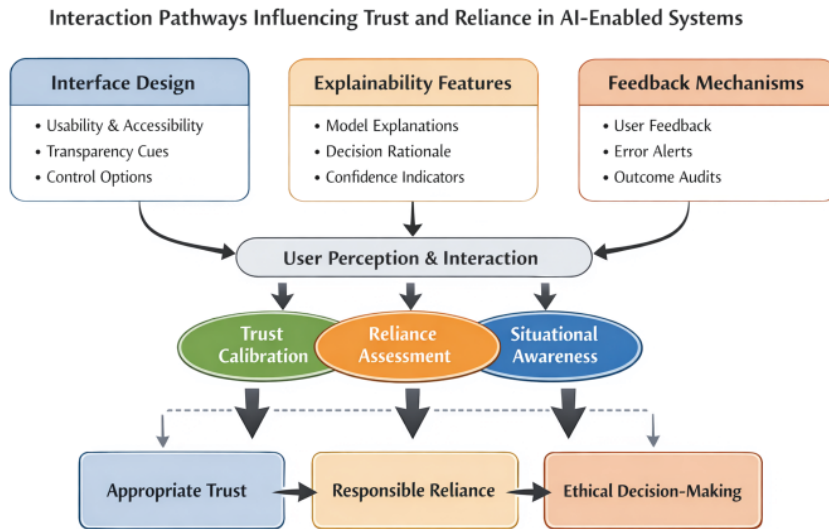 Interaction Pathways Influencing Trust and Reliance in AI-Enabled Systems
Interface Design
• Usability & Accessibility
• Transparency Cues
• Control Options
Explainability Features
• Model Explanations
• Decision Rationale
• Confidence Indicators
Feedback Mechanisms
• User Feedback
• Error Alerts
• Outcome Audits
User Perception & Interaction
Trust
Calibration
Reliance
Assessment
Situational
Awareness
Appropriate Trust
Responsible Reliance
Ethical Decision-Making